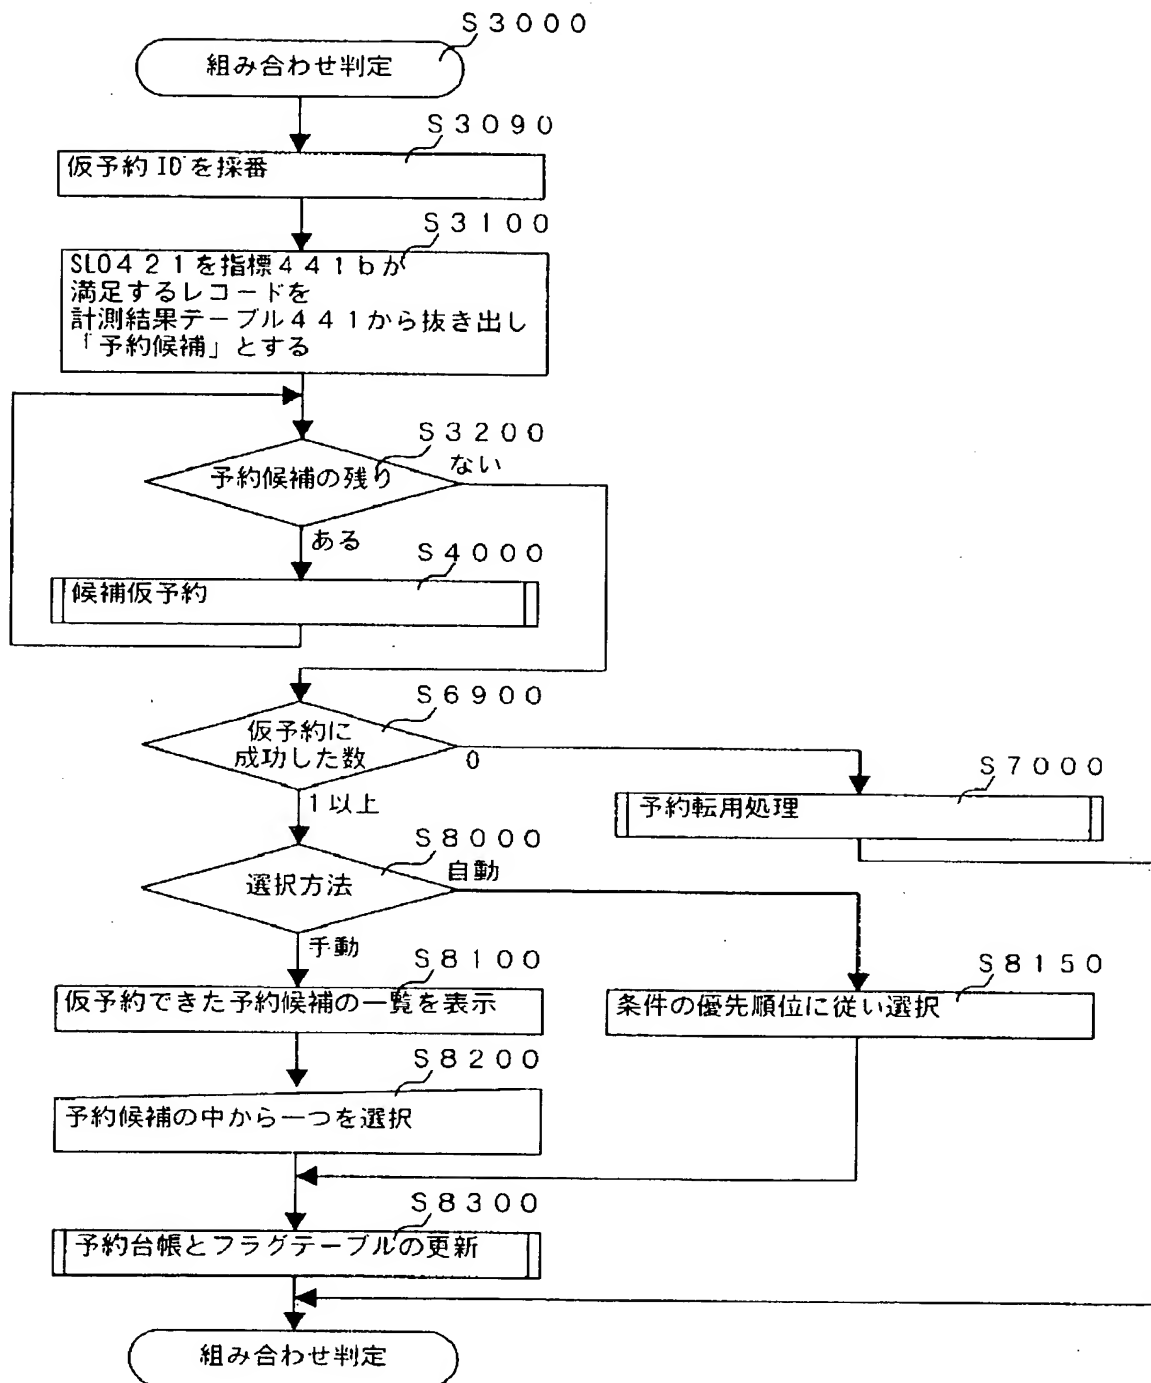 S3000
組み合わせ判定
S3090
仮予約IDを採番
S3100
SLO421を指標441bが
満足するレコードを
計測結果テーブル441から抜き出し
「予約候補」とする
S3200
予約候補の残り
ない
ある
S4000
候補仮予約
S6900
仮予約に
成功した数
0
1以上
S7000
予約転用処理
S8000
選択方法
自動
手動
S8100
仮予約できた予約候補の一覧を表示
S8150
条件の優先順位に従い選択
S8200
予約候補の中から一つを選択
S8300
予約台帳とフラグテーブルの更新
組み合わせ判定